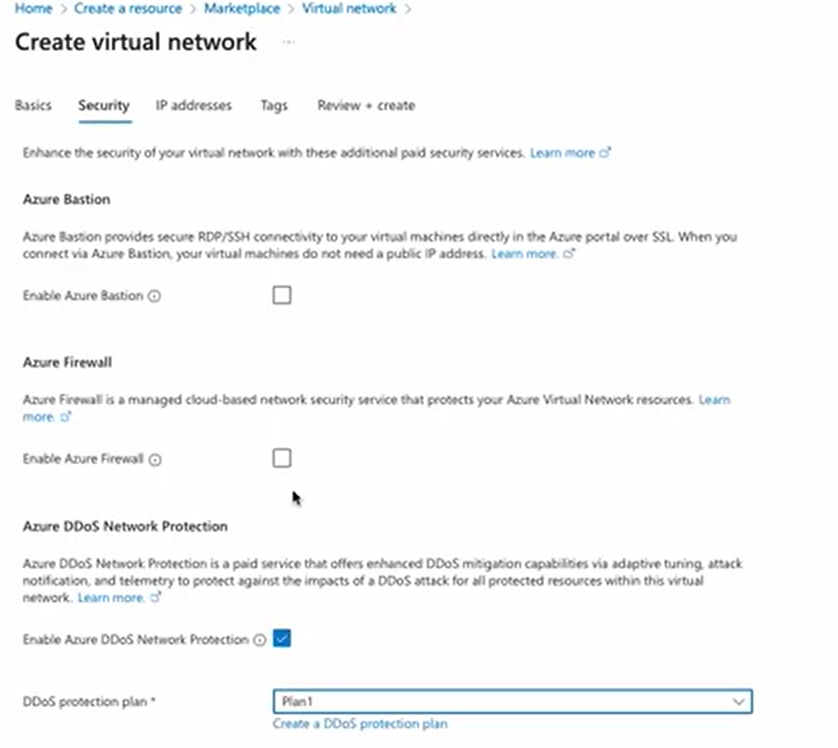 Home > Create a resource > Marketplace > Virtual network >
Create virtual network ...
Basics Security IP addresses Tags Review + create
Enhance the security of your virtual network with these additional paid security services. Learn more
Azure Bastion
Azure Bastion provides secure RDP/SSH connectivity to your virtual machines directly in the Azure portal over SSL. When you
connect via Azure Bastion, your virtual machines do not need a public IP address. Learn more.
Enable Azure Bastion
Azure Firewall
Azure Firewall is a managed cloud-based network security service that protects your Azure Virtual Network resources. Learn
more.
Enable Azure Firewall
Azure DDoS Network Protection
Azure DDoS Network Protection is a paid service that offers enhanced DDoS mitigation capabilities via adaptive tuning, attack
notification, and telemetry to protect against the impacts of a DDoS attack for all protected resources within this virtual
network. Learn more.
Enable Azure DDoS Network Protection
DDoS protection plan * Plan1
Create a DDoS protection plan